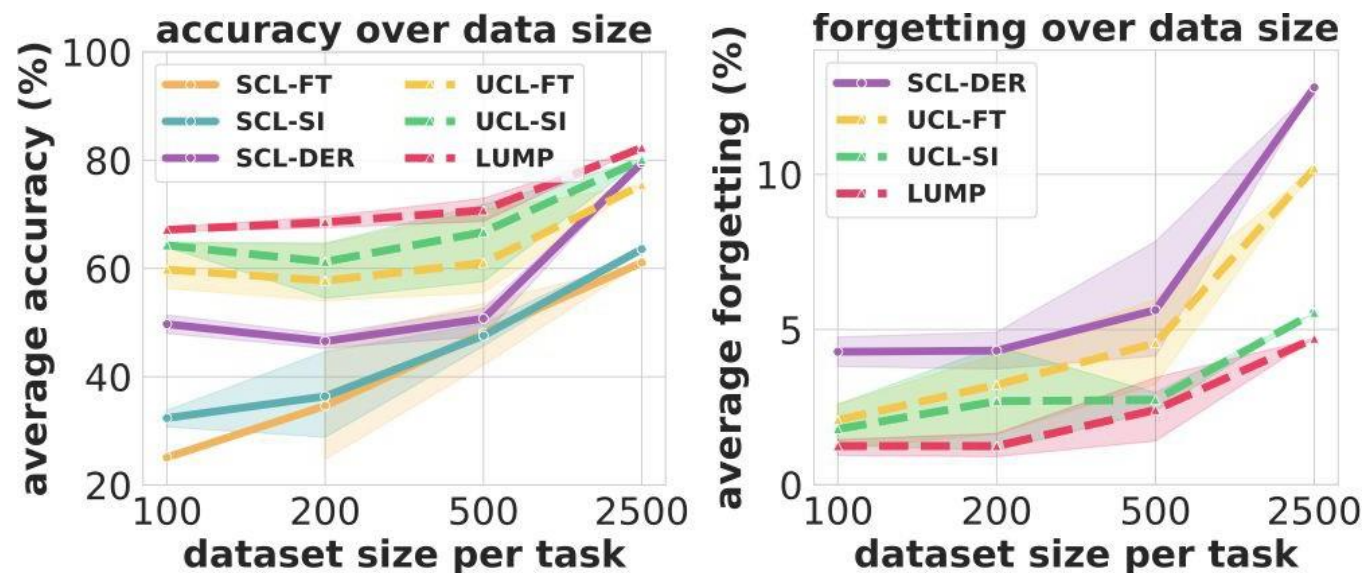 accuracy over data size
average accuracy (%)
100
80
60
40
20
SCL-FT
SCL-SI
SCL-DER
UCL-FT
UCL-SI
LUMP
100
200
500
2500
dataset size per task
forgetting over data size
average forgetting (%)
10
5
0
SCL-DER
UCL-FT
UCL-SI
LUMP
100
200
500
2500
dataset size per task